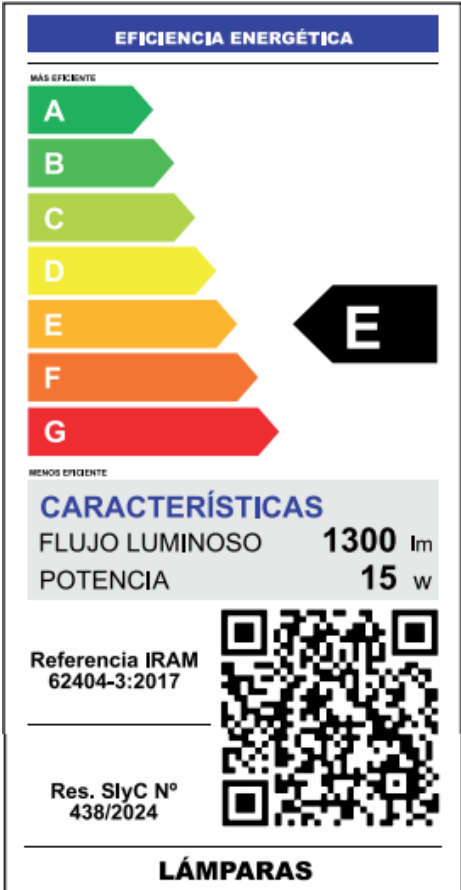 EFICIENCIA ENERGÉTICA
MÁS EFICIENTE
A
B
C
D
E
E
F
G
MENOS EFICIENTE
CARACTERÍSTICAS
FLUJO LUMINOSO 1300 lm
POTENCIA 15 w
Referencia IRAM
62404-3:2017
Res. SIyC Nº
438/2024
LÁMPARAS